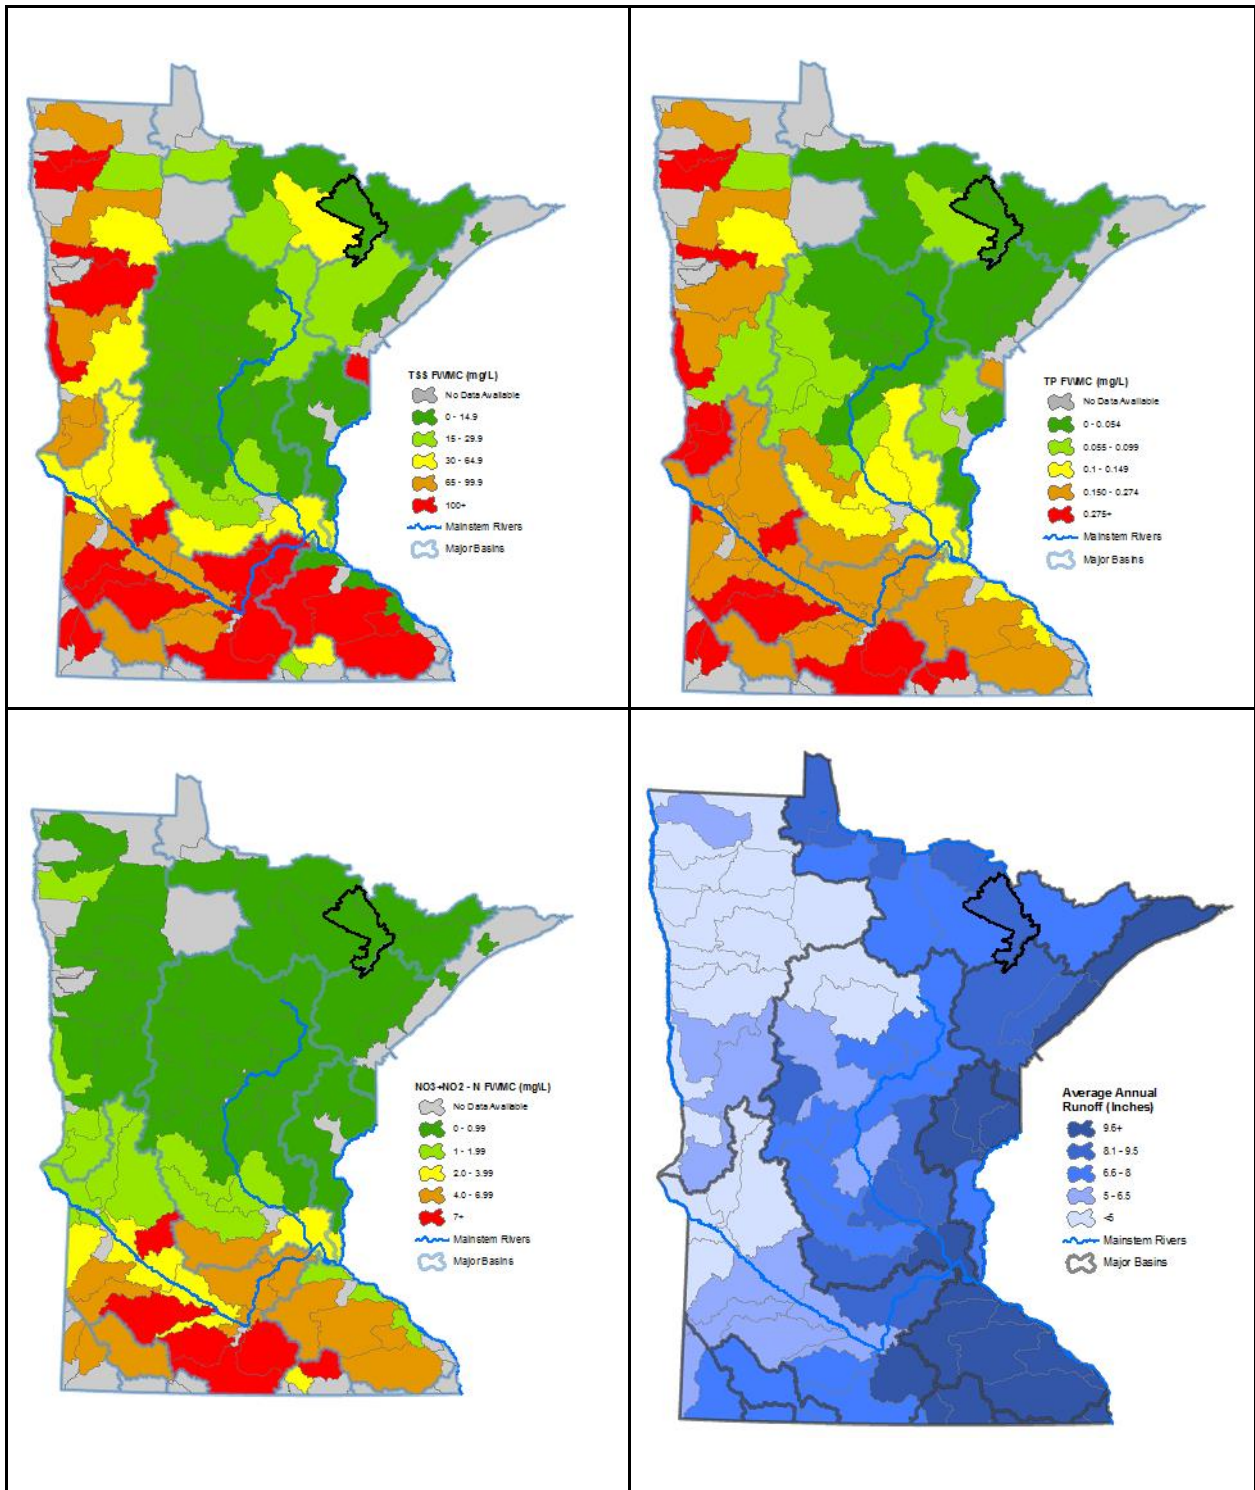 TSS FWMC (mg/L)
No Data Available
0 - 14.9
15 - 29.9
30 - 64.9
65 - 99.9
100+
Mainstem Rivers
Major Basins
TP FWMC (mg/L)
No Data Available
0 - 0.054
0.055 - 0.099
0.1 - 0.149
0.150 - 0.274
0.275+
Mainstem Rivers
Major Basins
NO3+NO2 - N FWMC (mg\L)
No Data Available
0 - 0.99
1 - 1.99
2.0 - 3.99
4.0 - 6.99
7+
Mainstem Rivers
Major Basins
Average Annual
Runoff (Inches)
9.6+
8.1 - 9.5
6.6 - 8
5 - 6.5
<5
Mainstem Rivers
Major Basins